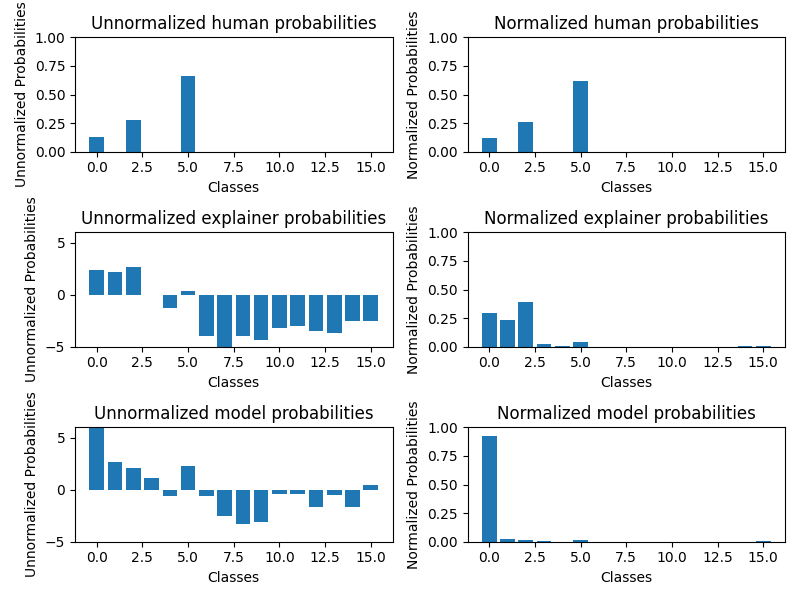 Unnormalized human probabilities
Unnormalized Probabilities
1.00
0.75
0.50
0.25
0.00
0.0 2.5 5.0 7.5 10.0 12.5 15.0
Classes
Normalized human probabilities
Normalized Probabilities
1.00
0.75
0.50
0.25
0.00
0.0 2.5 5.0 7.5 10.0 12.5 15.0
Classes
Unnormalized explainer probabilities
Unnormalized Probabilities
5
0
−5
0.0 2.5 5.0 7.5 10.0 12.5 15.0
Classes
Normalized explainer probabilities
Normalized Probabilities
1.00
0.75
0.50
0.25
0.00
0.0 2.5 5.0 7.5 10.0 12.5 15.0
Classes
Unnormalized model probabilities
Unnormalized Probabilities
5
0
−5
0.0 2.5 5.0 7.5 10.0 12.5 15.0
Classes
Normalized model probabilities
Normalized Probabilities
1.00
0.75
0.50
0.25
0.00
0.0 2.5 5.0 7.5 10.0 12.5 15.0
Classes